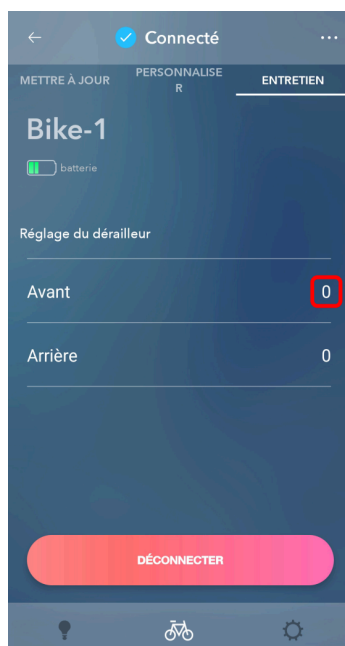 Connecté
METTRE À JOUR
PERSONNALISE
R
ENTRETIEN
Bike-1
batterie
Réglage du dérailleur
Avant 0
Arrière 0
DÉCONNECTER